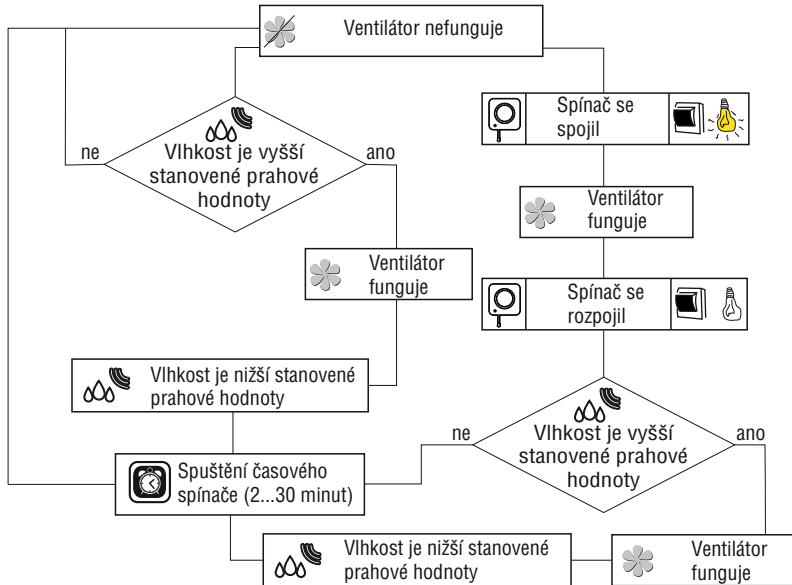 Ventilátor nefunguje
Spínač se
spojil
ne
Vlhkost je vyšší
stanovené prahové
hodnoty
ano
Ventilátor
funguje
Ventilátor
funguje
Spínač se
rozpojil
Vlhkost je nižší stanovené
prahové hodnoty
ne
Vlhkost je vyšší
stanovené prahové
hodnoty
ano
Spuštění časového
spínače (2...30 minut)
Vlhkost je nižší stanovené
prahové hodnoty
Ventilátor
funguje